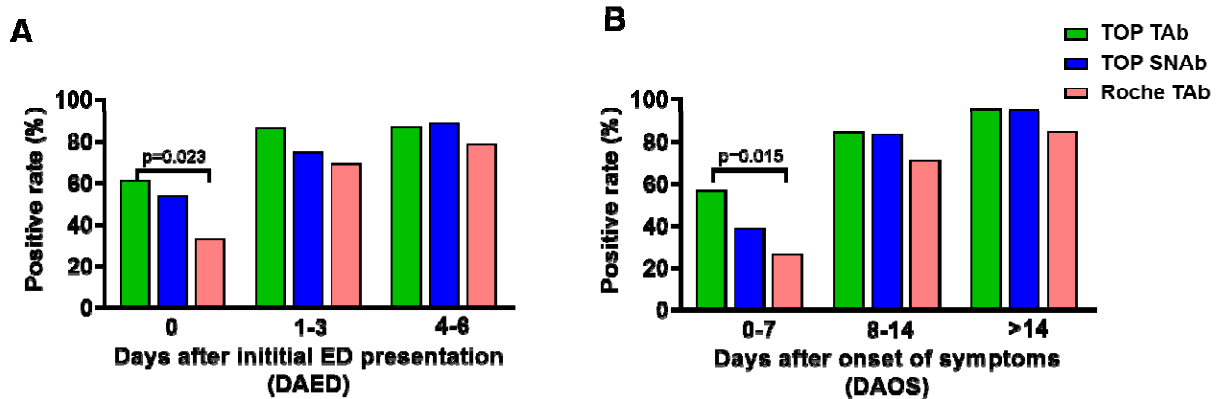 A
Positive rate (%)
100
80
60
40
20
0
p=0.023
0
1-3
4-6
Days after inititial ED presentation
(DAED)
B
Positive rate (%)
100
80
60
40
20
0
p=0.015
0-7
8-14
>14
Days after onset of symptoms
(DAOS)
TOP TAb
TOP SNAb
Roche TAb